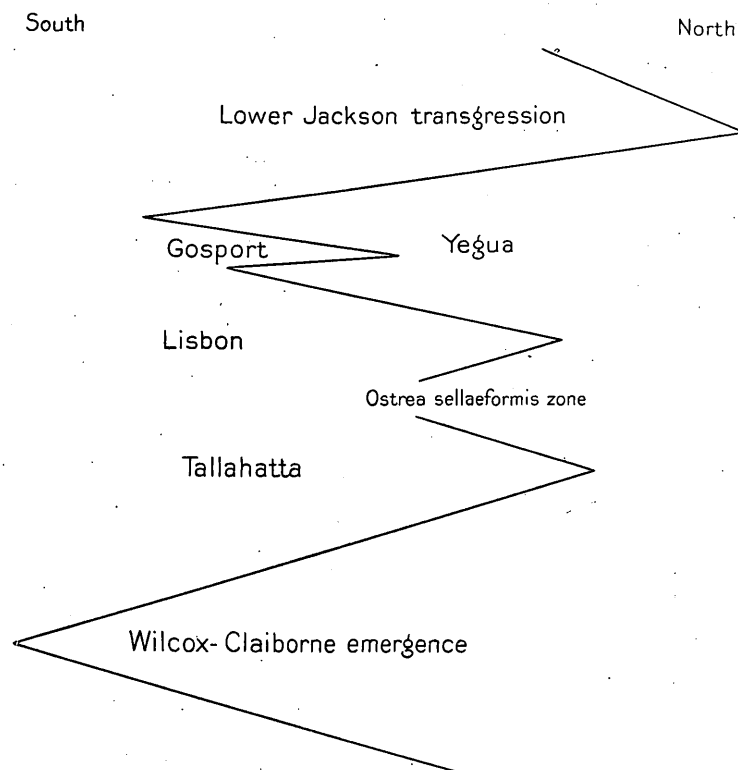 South
North
Lower Jackson transgression
Gosport
Yegua
Lisbon
Ostrea sellaeformis zone
Tallahatta
Wilcox-Claiborne emergence